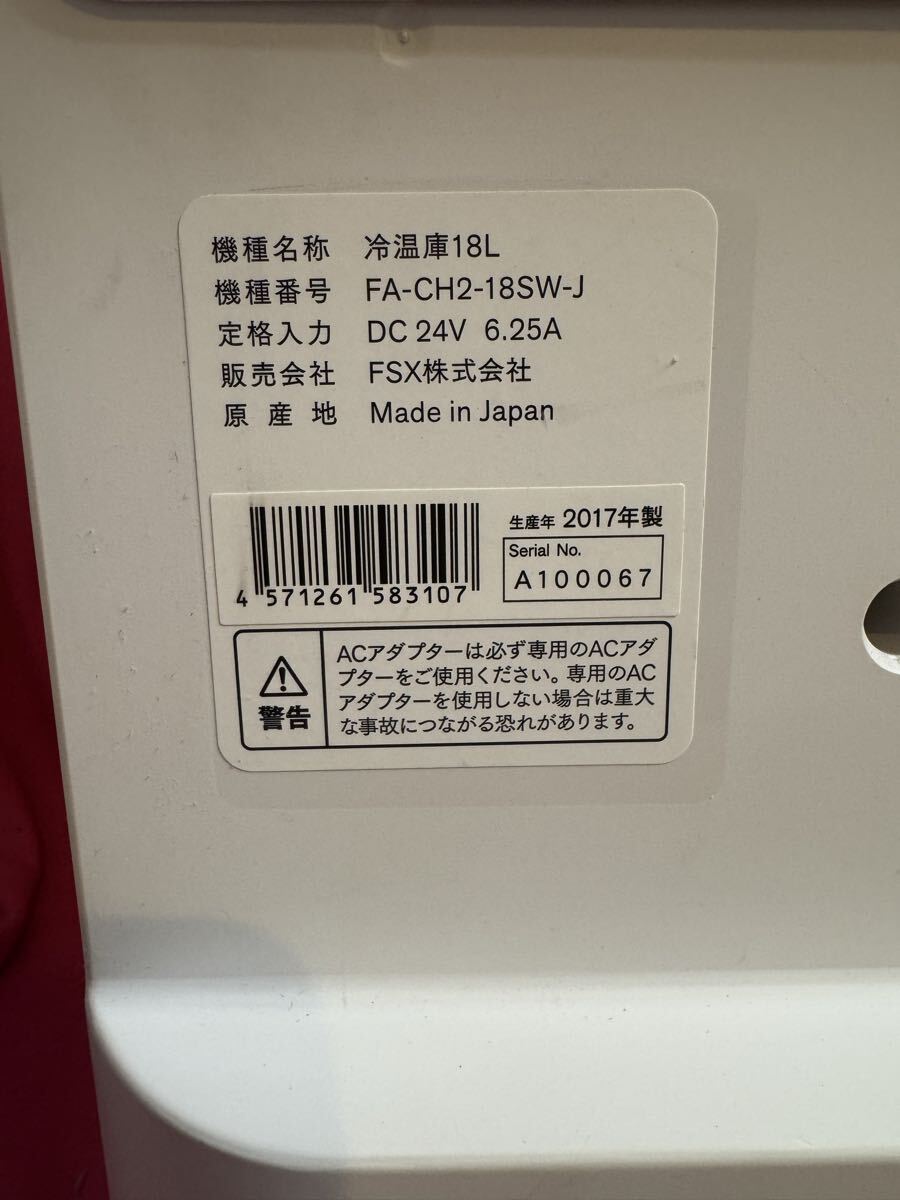 機種名称 冷温庫18L
機種番号 FA-CH2-18SW-J
定格入力 DC 24V 6.25A
販売会社 FSX株式会社
原産地 Made in Japan
生産年 2017年製
Serial No.
A100067
4 571261 583107
ACアダプターは必ず専用のACアダ
プターをご使用ください。専用のAC
アダプターを使用しない場合は重大
な事故につながる恐れがあります。
警告